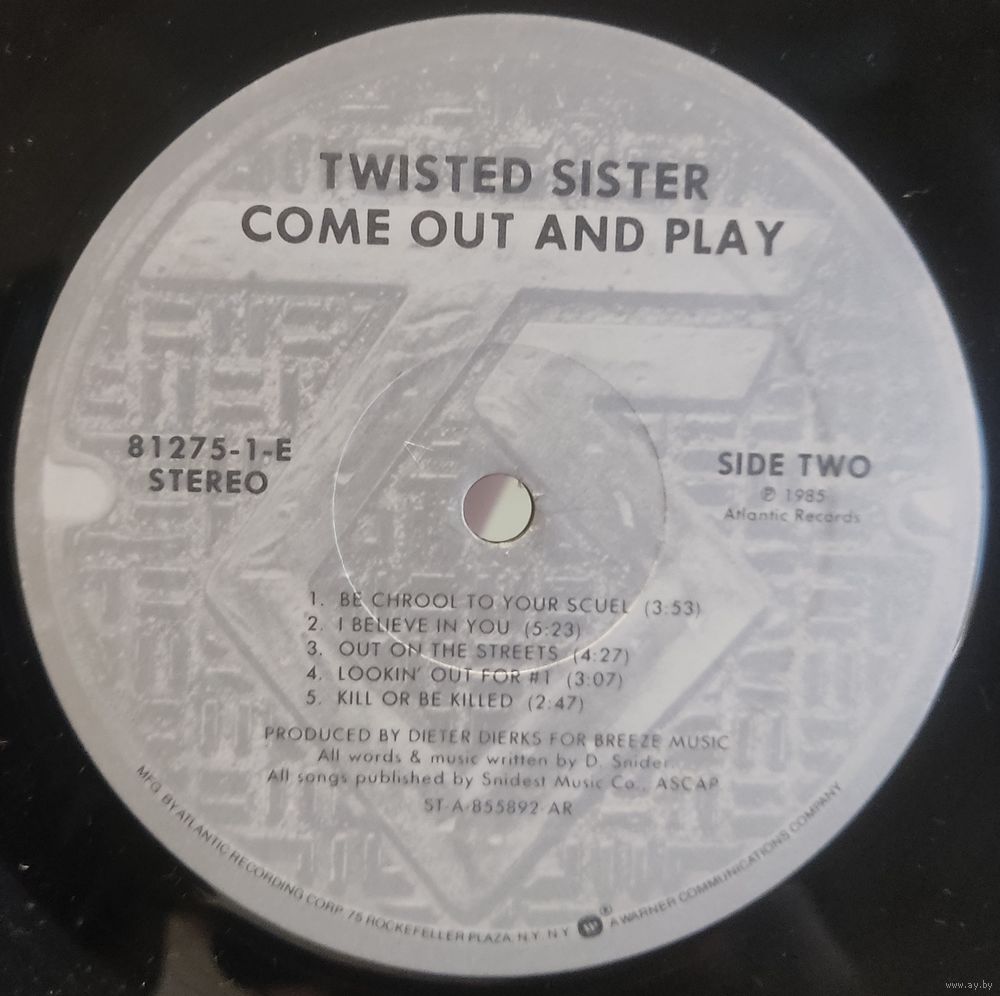 TWISTED SISTER
COME OUT AND PLAY
81275-1-E
STEREO
SIDE TWO
℗ 1985
Atlantic Records
1. BE CHROOL TO YOUR SCUEL (3:53)
2. I BELIEVE IN YOU (5:23)
3. OUT ON THE STREETS (4:27)
4. LOOKIN' OUT FOR #1 (3:07)
5. KILL OR BE KILLED (2:47)
PRODUCED BY DIETER DIERKS FOR BREEZE MUSIC
All words & music written by D. Snider.
All songs published by Snidest Music Co., ASCAP
ST-A-855892-AR
MFG BY ATLANTIC RECORDING CORP. 75 ROCKEFELLER PLAZA, N.Y. N.Y. ® A WARNER COMMUNICATIONS COMPANY
www.ay.by